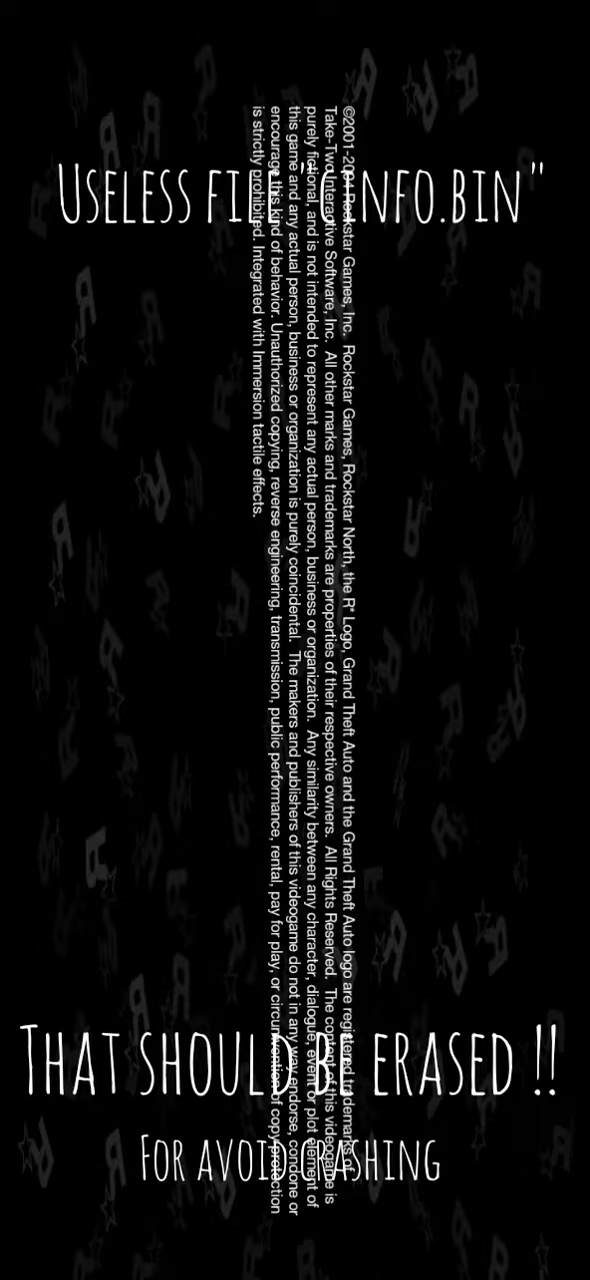 USELESS FILE
THAT SHOULD BE ERASED !!
FOR AVOID CRASHING
©2001-2004 Rockstar Games, Inc. Rockstar Games, Rockstar North, the R* Logo, Grand Theft Auto and the Grand Theft Auto logo are registered trademarks of
Take-Two Interactive Software, Inc. All other marks and trademarks are properties of their respective owners. All Rights Reserved. The content of this videogame is
purely fictional, and is not intended to represent any actual person, business or organization. Any similarity between any character, dialogue, event or plot element of
this game and any actual person, business or organization is purely coincidental. The makers and publishers of this videogame do not in any way endorse, condone or
encourage this kind of behavior. Unauthorized copying, reverse engineering, transmission, public performance, rental, pay for play, or circumvention of copy protection
is strictly prohibited. Integrated with Immersion tactile effects.